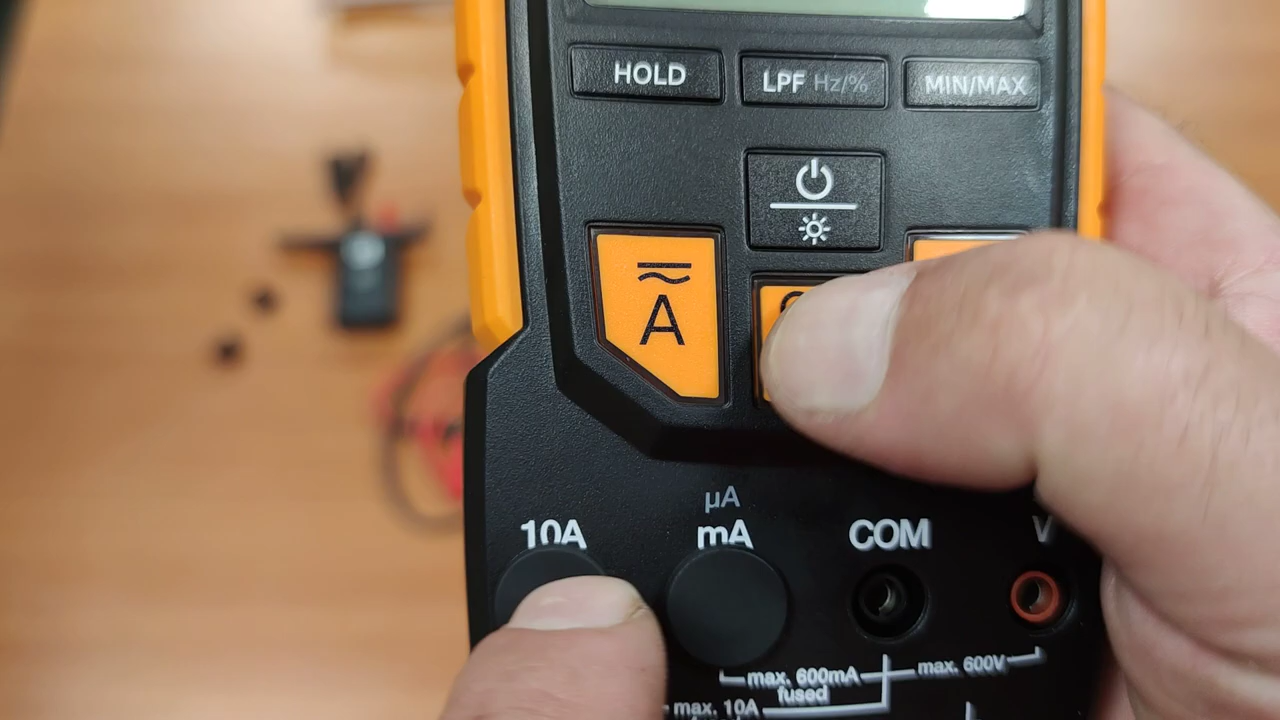 HOLD
LPF Hz/%
MIN/MAX
A
10A
µA
mA
COM
V
max. 600mA
fused
max. 600V
max. 10A